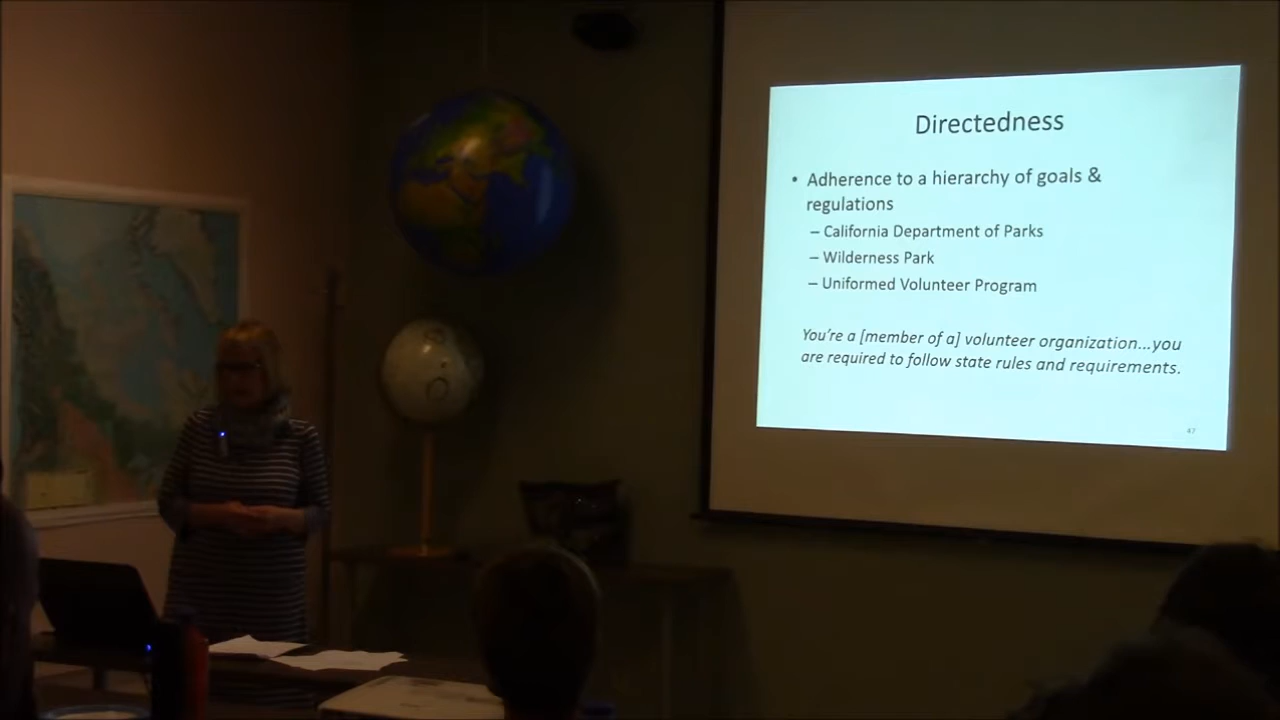 Directedness
• Adherence to a hierarchy of goals &
regulations
– California Department of Parks
– Wilderness Park
– Uniformed Volunteer Program
You're a [member of a] volunteer organization...you
are required to follow state rules and requirements.
47